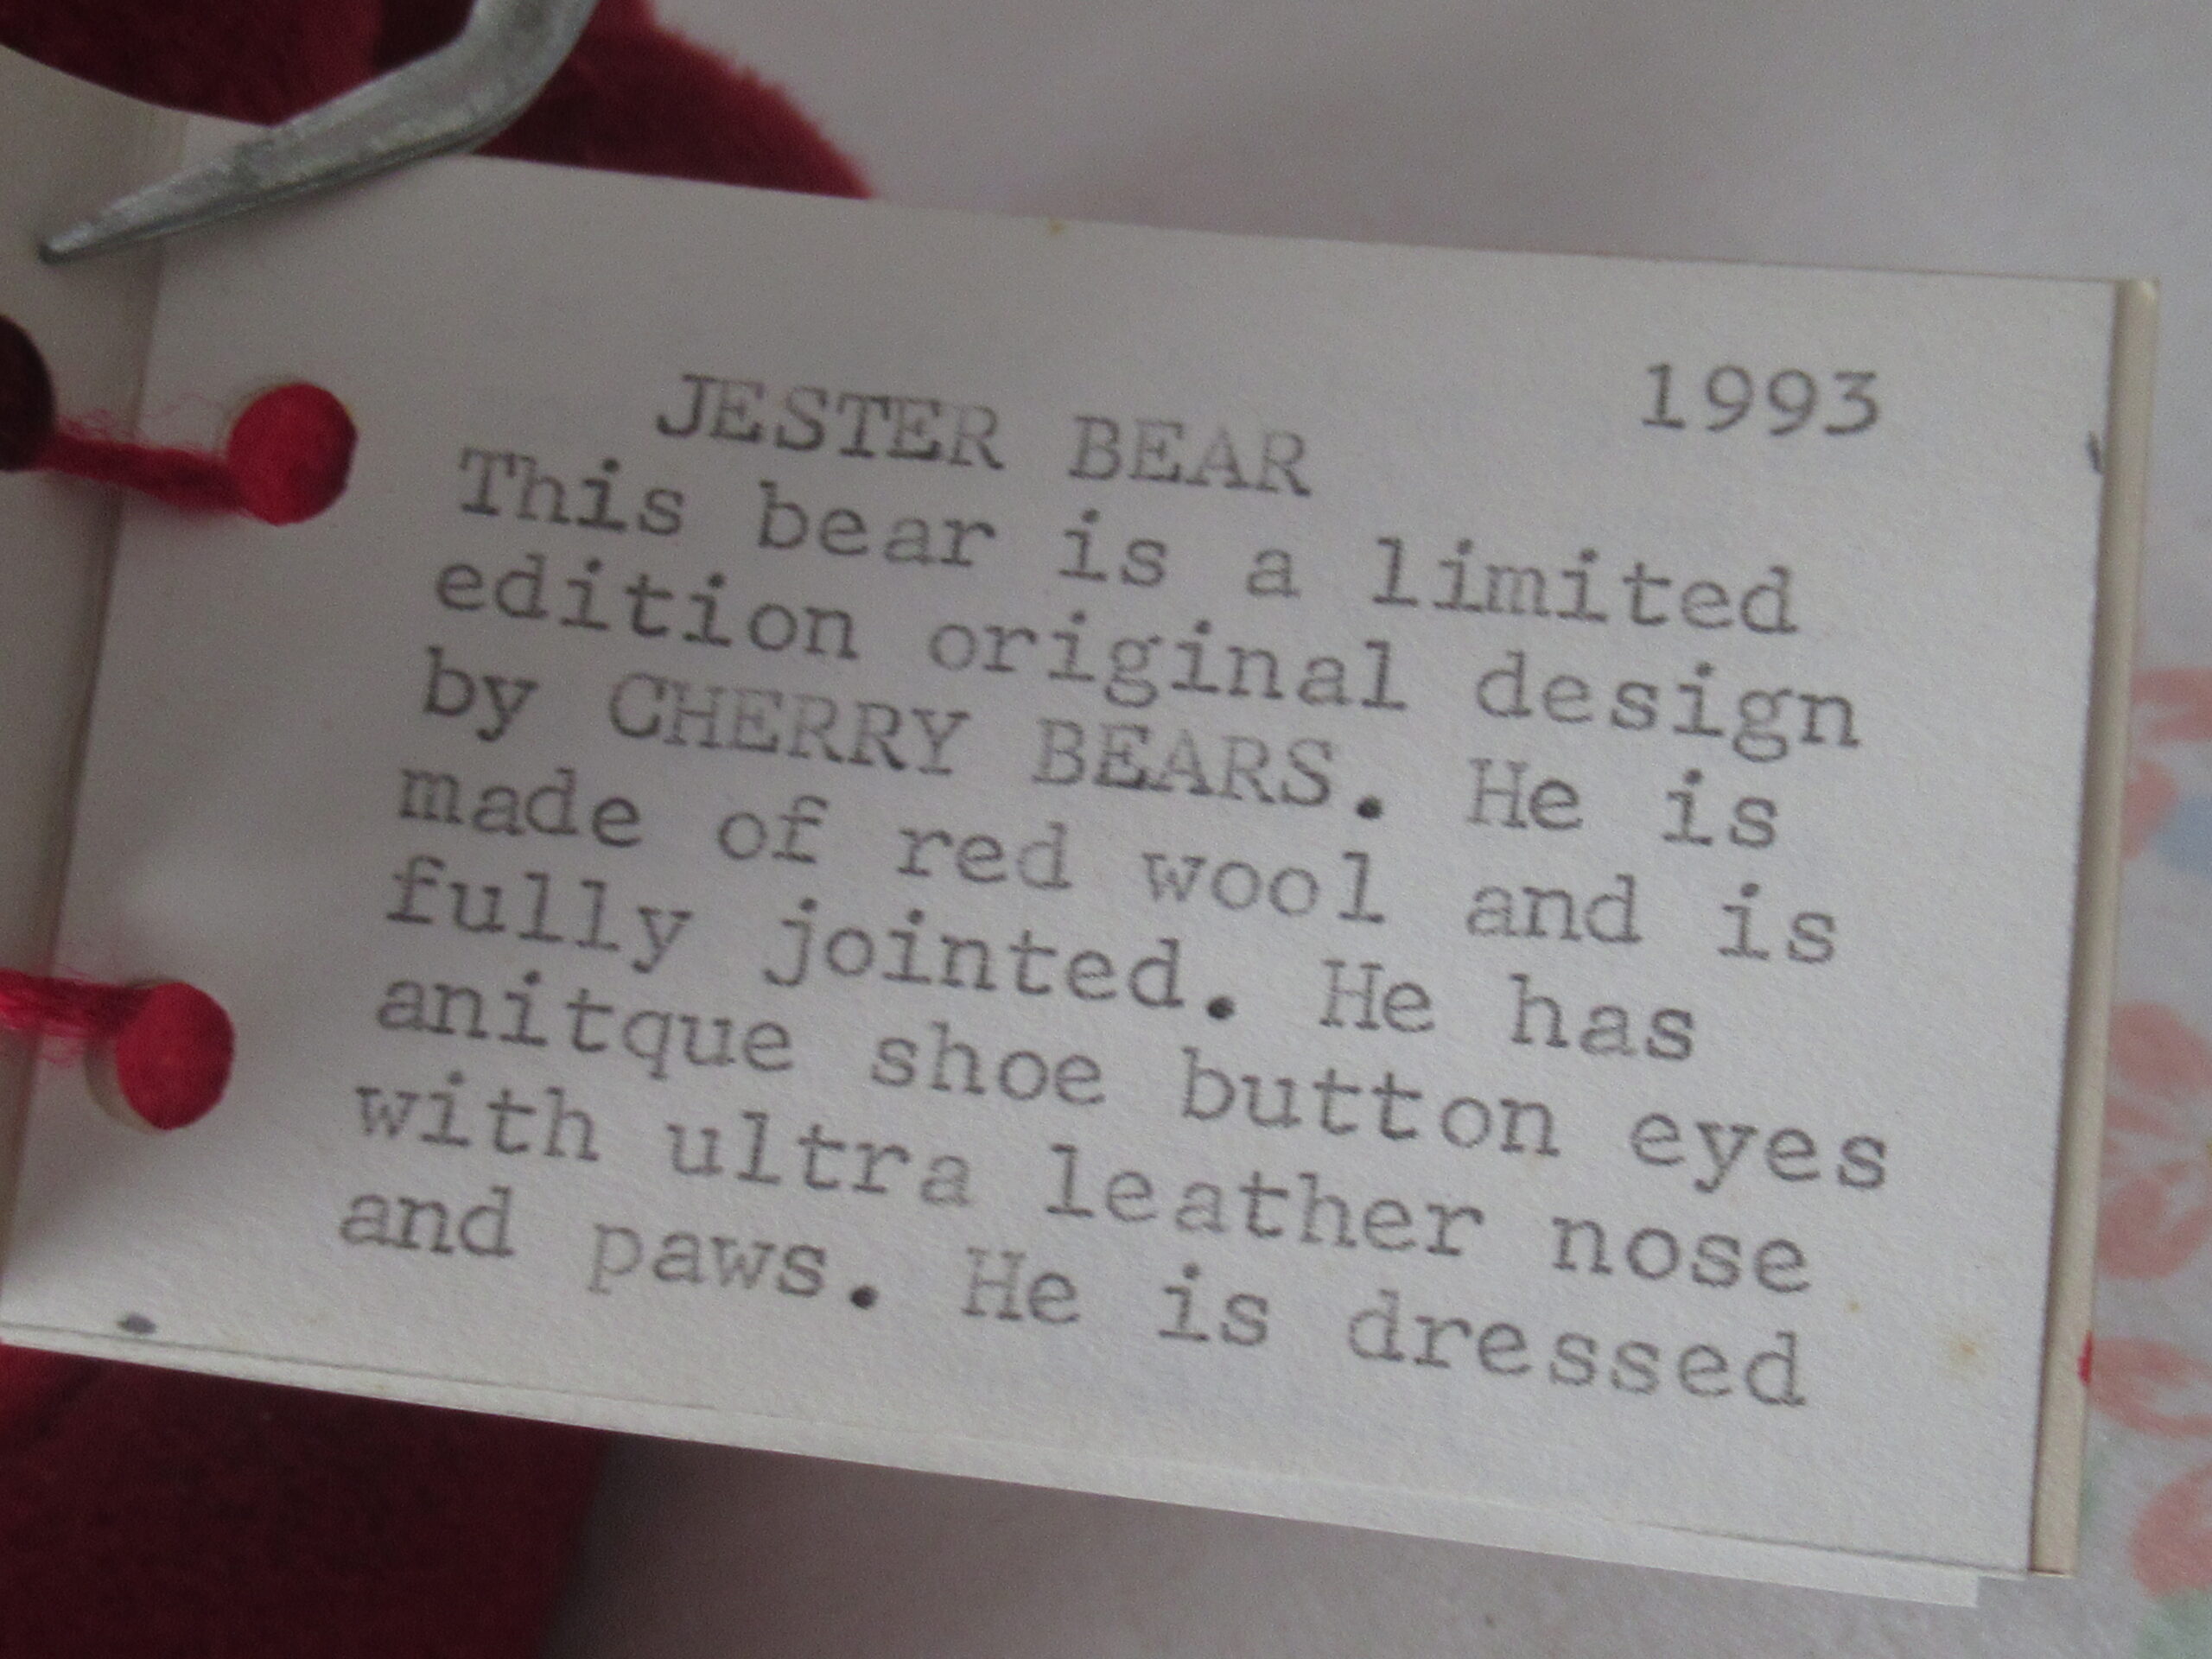 JESTER BEAR 1993
This bear is a limited
edition original design
by CHERRY BEARS. He is
made of red wool and is
fully jointed. He has
anitque shoe button eyes
with ultra leather nose
and paws. He is dressed